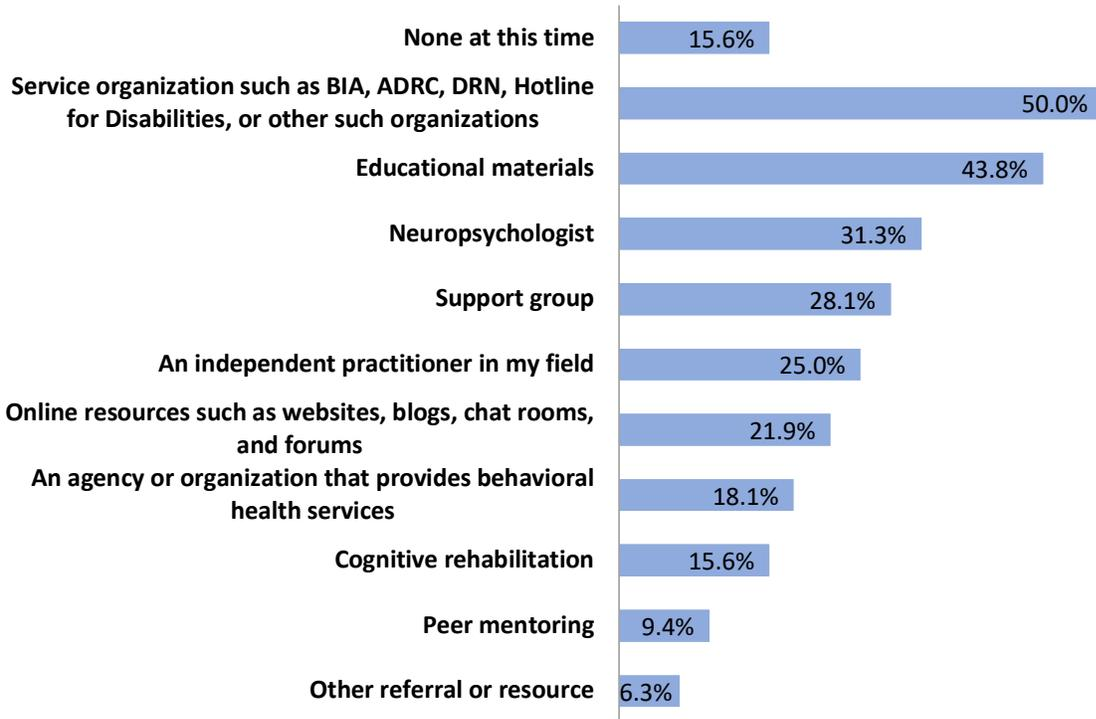 None at this time
15.6%
Service organization such as BIA, ADRC, DRN, Hotline
for Disabilities, or other such organizations
50.0%
Educational materials
43.8%
Neuropsychologist
31.3%
Support group
28.1%
An independent practitioner in my field
25.0%
Online resources such as websites, blogs, chat rooms,
and forums
21.9%
An agency or organization that provides behavioral
health services
18.1%
Cognitive rehabilitation
15.6%
Peer mentoring
9.4%
Other referral or resource
6.3%